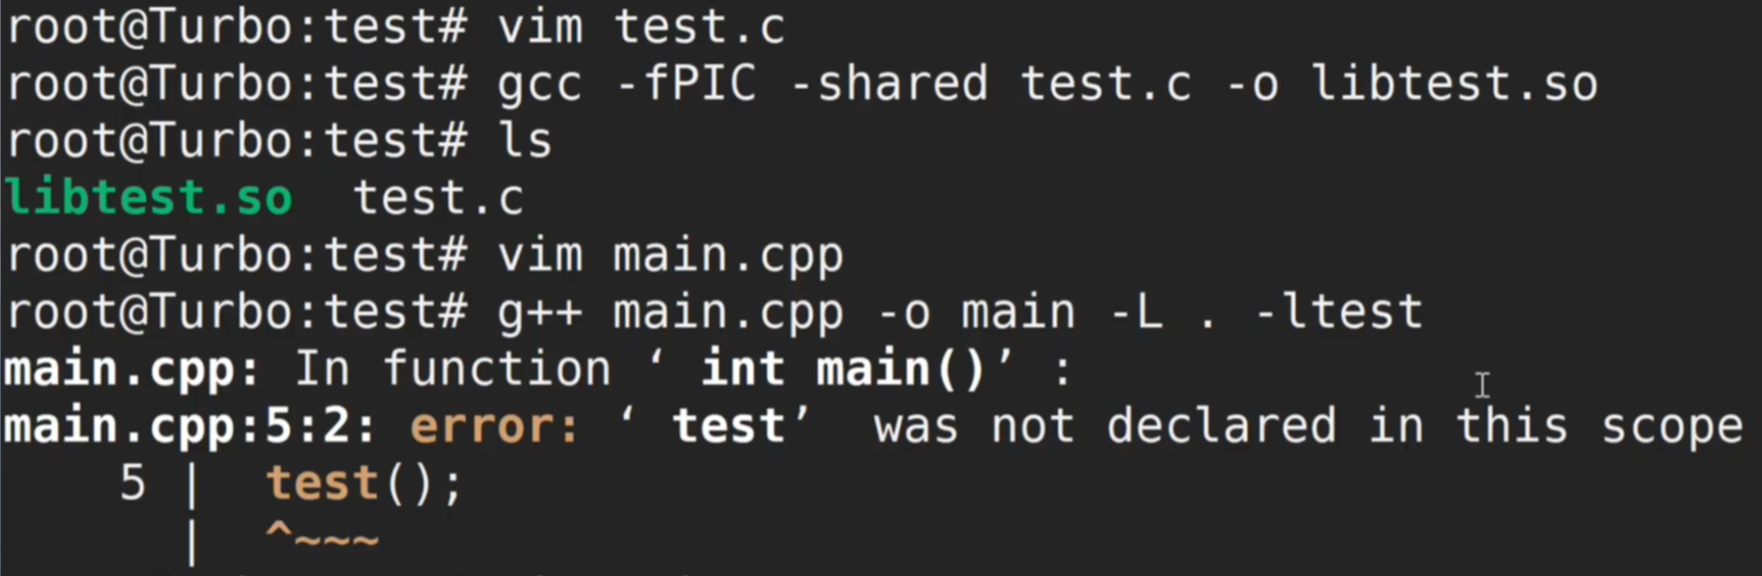 root@Turbo:test# vim test.c
root@Turbo:test# gcc -fPIC -shared test.c -o libtest.so
root@Turbo:test# ls
libtest.so  test.c
root@Turbo:test# vim main.cpp
root@Turbo:test# g++ main.cpp -o main -L . -ltest
main.cpp: In function ‘ int main()’ :
main.cpp:5:2: error: ‘ test’  was not declared in this scope
    5 |  test();
      |  ^~~~